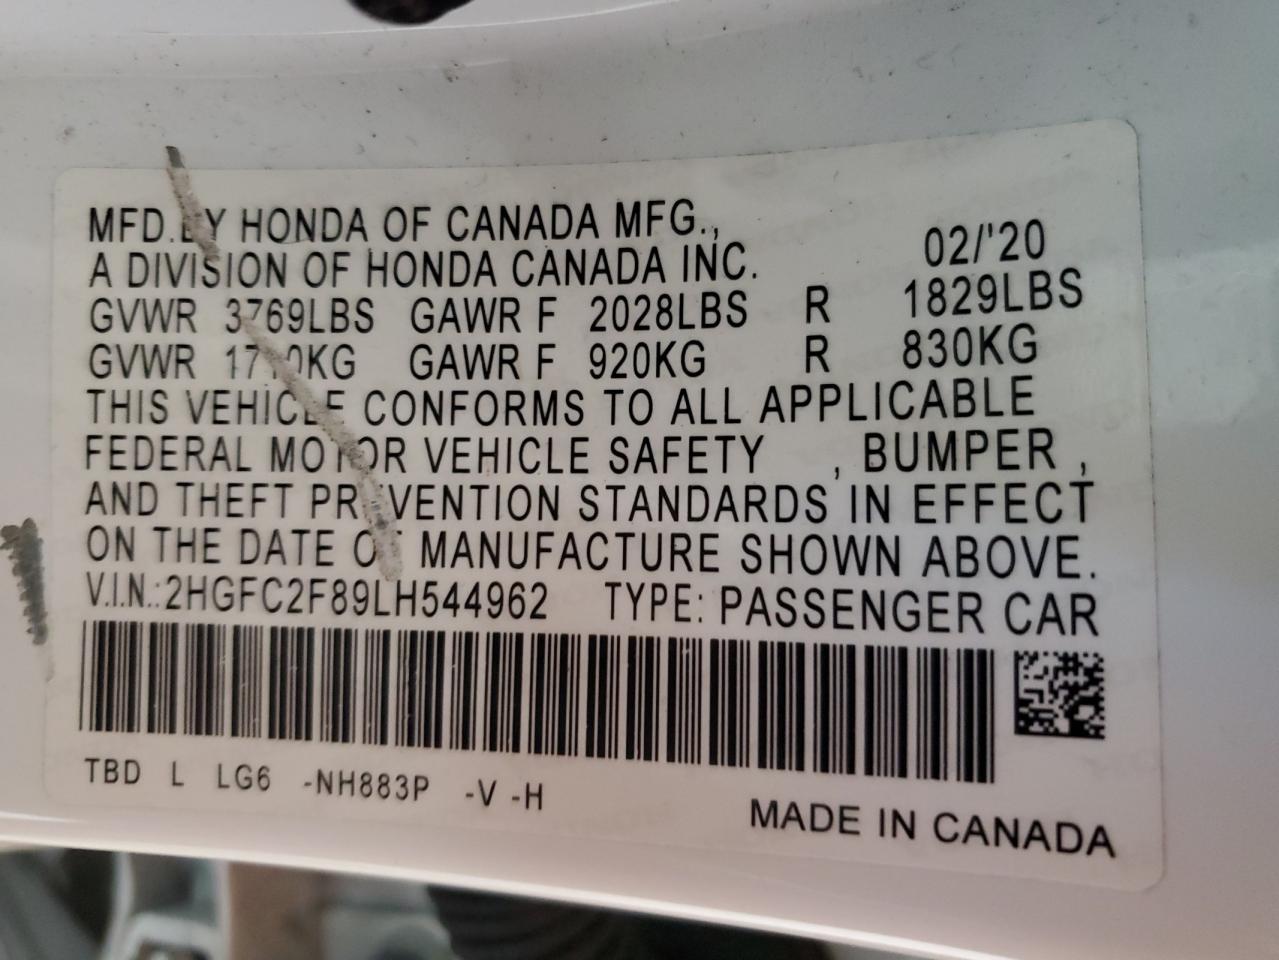 MFD.BY HONDA OF CANADA MFG.,
A DIVISION OF HONDA CANADA INC. 02/'20
GVWR 3769LBS GAWR F 2028LBS R 1829LBS
GVWR 1710KG GAWR F 920KG R 830KG
THIS VEHICLE CONFORMS TO ALL APPLICABLE
FEDERAL MOTOR VEHICLE SAFETY , BUMPER ,
AND THEFT PREVENTION STANDARDS IN EFFECT
ON THE DATE OF MANUFACTURE SHOWN ABOVE.
V.I.N.:2HGFC2F89LH544962 TYPE: PASSENGER CAR
TBD L LG6 -NH883P -V -H
MADE IN CANADA